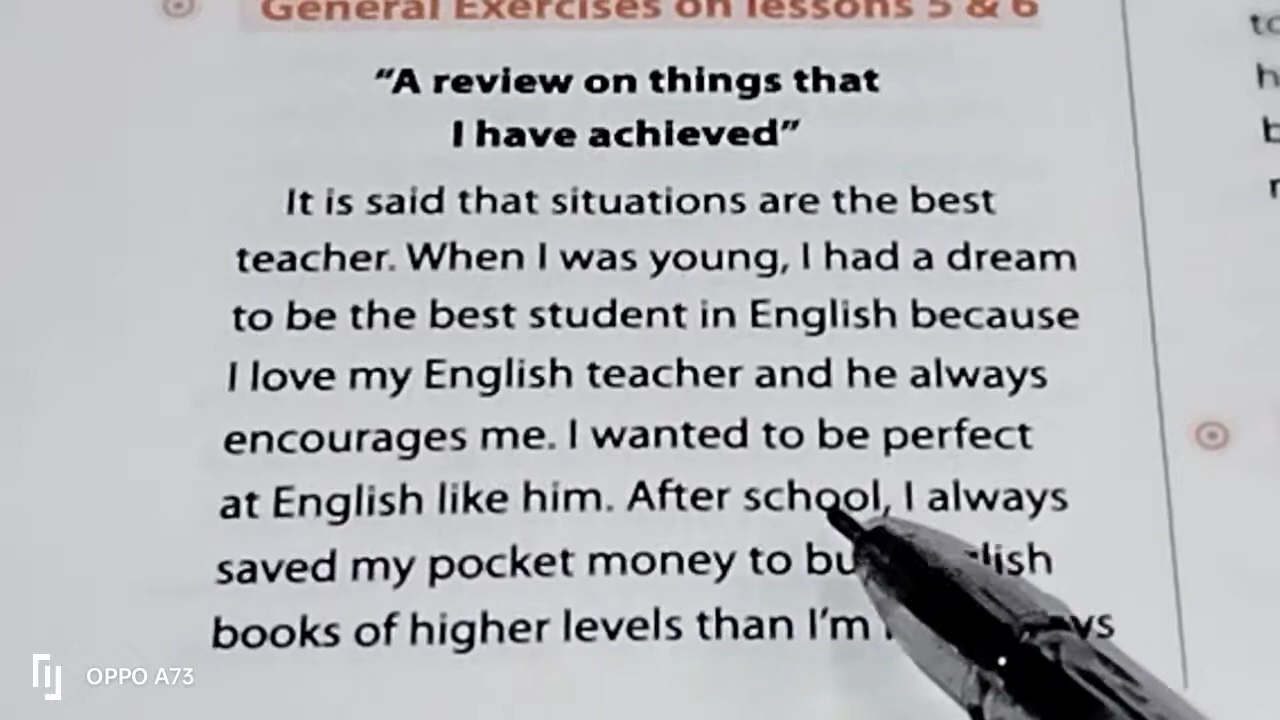 General Exercises on lessons 5 & 6
"A review on things that
I have achieved"
It is said that situations are the best
teacher. When I was young, I had a dream
to be the best student in English because
I love my English teacher and he always
encourages me. I wanted to be perfect
at English like him. After school, I always
saved my pocket money to
books of higher levels than I'm
OPPO A73